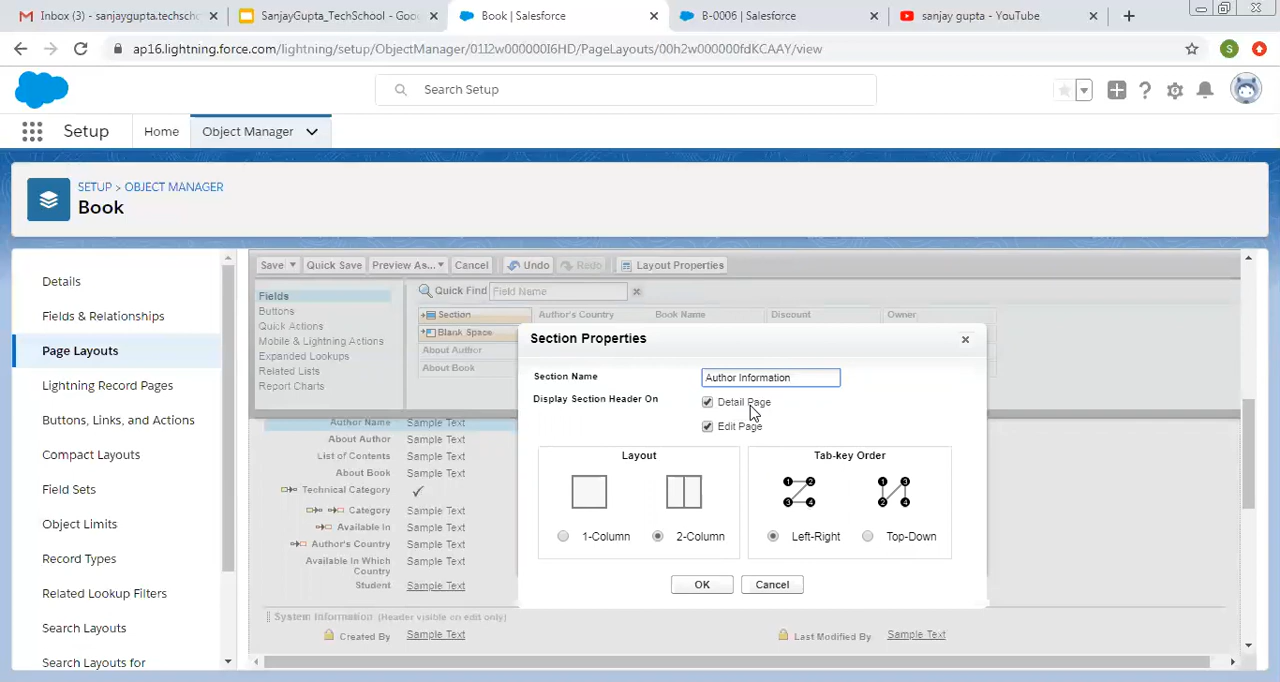 Inbox (3) - sanjaygupta.techscho
SanjayGupta_TechSchool - Goo
Book | Salesforce
B-0006 | Salesforce
sanjay gupta - YouTube
ap16.lightning.force.com/lightning/setup/ObjectManager/01I2w000000I6HD/PageLayouts/00h2w000000fdKCAAY/view
S
Search Setup
Setup
Home
Object Manager
SETUP > OBJECT MANAGER
Book
Details
Fields & Relationships
Page Layouts
Lightning Record Pages
Buttons, Links, and Actions
Compact Layouts
Field Sets
Object Limits
Record Types
Related Lookup Filters
Search Layouts
Search Layouts for
Save
Quick Save
Preview As...
Cancel
Undo
Redo
Layout Properties
Fields
Buttons
Quick Actions
Mobile & Lightning Actions
Expanded Lookups
Related Lists
Report Charts
Quick Find
Field Name
Section
Author's Country
Book Name
Discount
Owner
Blank Space
About Author
About Book
Section Properties
Section Name
Author Information
Display Section Header On
Detail Page
Edit Page
Layout
1-Column
2-Column
Tab-key Order
1 2
3 4
1 3
2 4
Left-Right
Top-Down
OK
Cancel
Author Name Sample Text
About Author Sample Text
List of Contents Sample Text
About Book Sample Text
Technical Category
Category Sample Text
Available In Sample Text
Author's Country Sample Text
Available In Which Sample Text
Country
Student Sample Text
System Information (Header visible on edit only)
Created By Sample Text
Last Modified By Sample Text